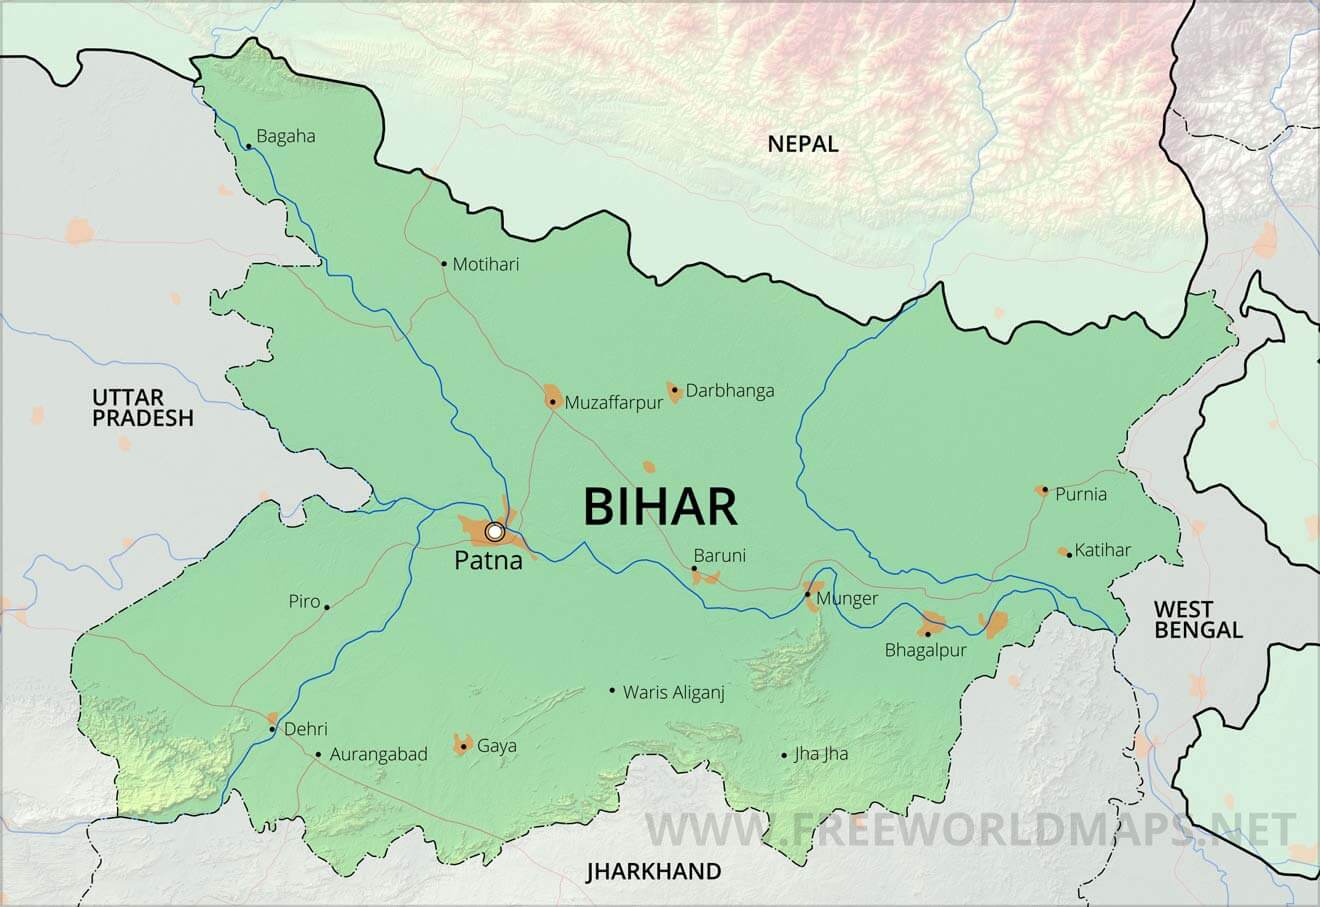 Bagaha
NEPAL
Motihari
UTTAR
PRADESH
Muzaffarpur
Darbhanga
BIHAR
Purnia
Patna
Baruni
Katihar
Piro
Munger
WEST
BENGAL
Bhagalpur
Waris Aliganj
Dehri
Aurangabad
Gaya
Jha Jha
WWW.FREEWORLDMAPS.NET
JHARKHAND